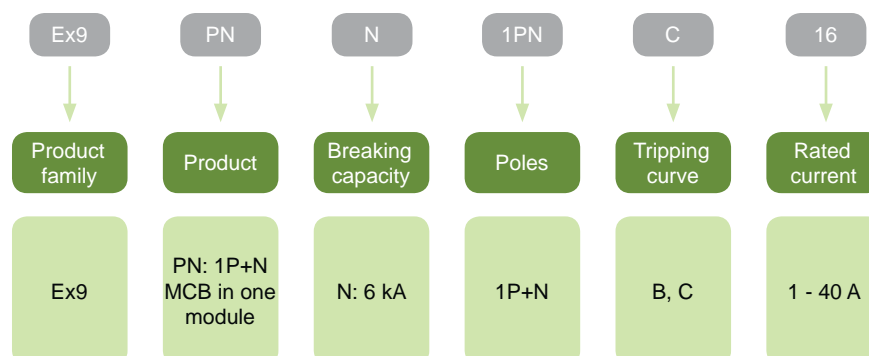 Ex9 PN N 1PN C 16
Product family
Product
Breaking capacity
Poles
Tripping curve
Rated current
Ex9
PN: 1P+N
MCB in one
module
N: 6 kA
1P+N
B, C
1 - 40 A